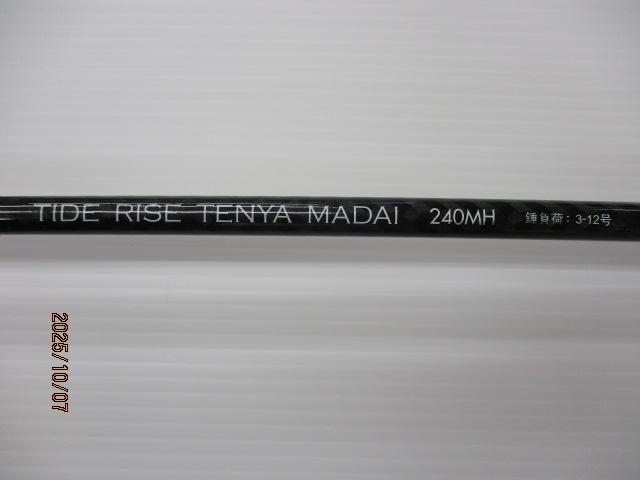 TIDE RISE TENYA MADAI 240MH 錘負荷: 3-12号
2025/10/07